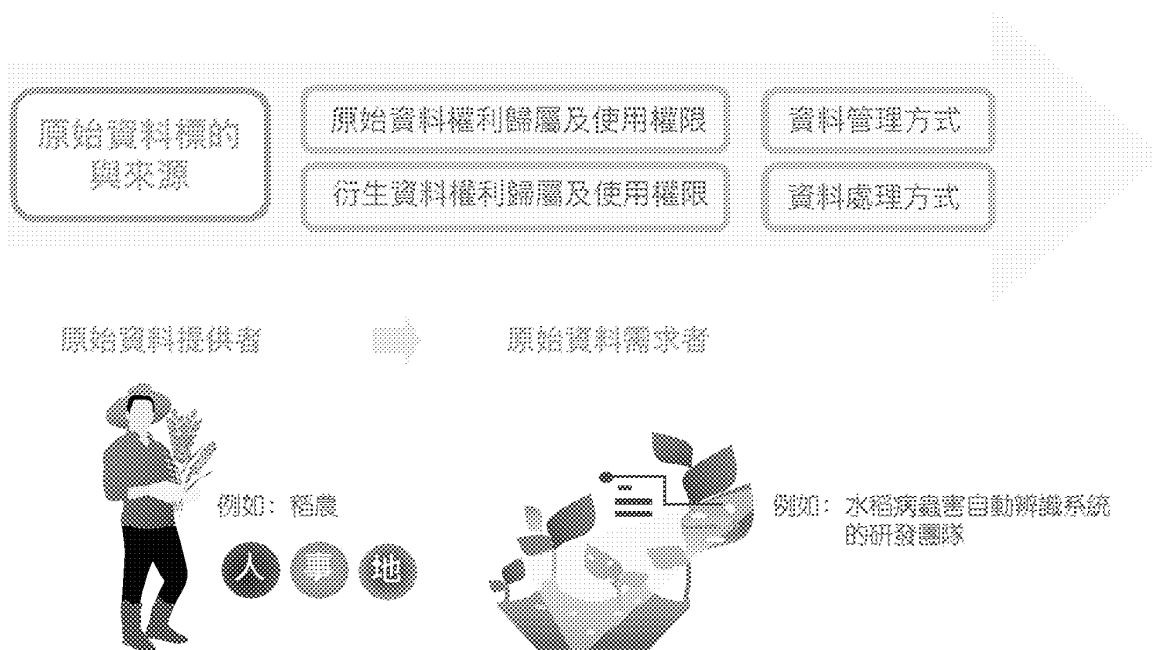 原始資料標的
與來源
原始資料權利歸屬及使用權限
衍生資料權利歸屬及使用權限
資料管理方式
資料處理方式
原始資料提供者
原始資料需求者
例如：稻農
人 事 地
例如：水稻病蟲害自動辨識系統
的研發團隊